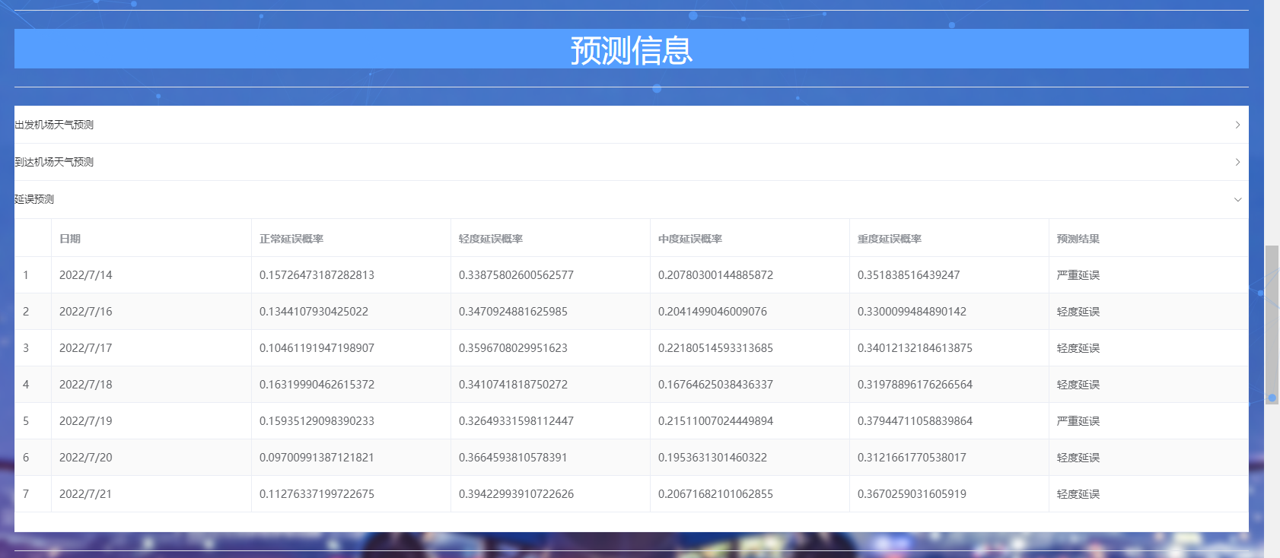 预测信息
出发机场天气预测
到达机场天气预测
延误预测
日期 正常延误概率 轻度延误概率 中度延误概率 重度延误概率 预测结果
1 2022/7/14 0.15726473187282813 0.33875802600562577 0.20780300144885872 0.351838516439247 严重延误
2 2022/7/16 0.1344107930425022 0.3470924881625985 0.2041499046009076 0.3300099484890142 轻度延误
3 2022/7/17 0.10461191947198907 0.3596708029951623 0.22180514593313685 0.34012132184613875 轻度延误
4 2022/7/18 0.16319990462615372 0.3410741818750272 0.16764625038436337 0.31978896176266564 轻度延误
5 2022/7/19 0.15935129098390233 0.32649331598112447 0.21511007024449894 0.37944711058839864 严重延误
6 2022/7/20 0.09700991387121821 0.3664593810578391 0.1953631301460322 0.3121661770538017 轻度延误
7 2022/7/21 0.11276337199722675 0.39422993910722626 0.20671682101062855 0.3670259031605919 轻度延误